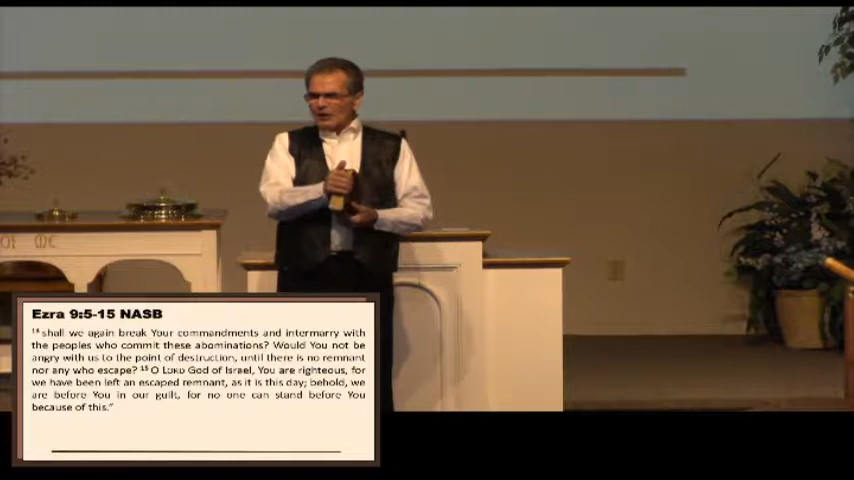 OF ME
Ezra 9:5-15 NASB
¹⁴ shall we again break Your commandments and intermarry with
the peoples who commit these abominations? Would You not be
angry with us to the point of destruction, until there is no remnant
nor any who escape? ¹⁵ O LORD God of Israel, You are righteous, for
we have been left an escaped remnant, as it is this day; behold, we
are before You in our guilt, for no one can stand before You
because of this.”